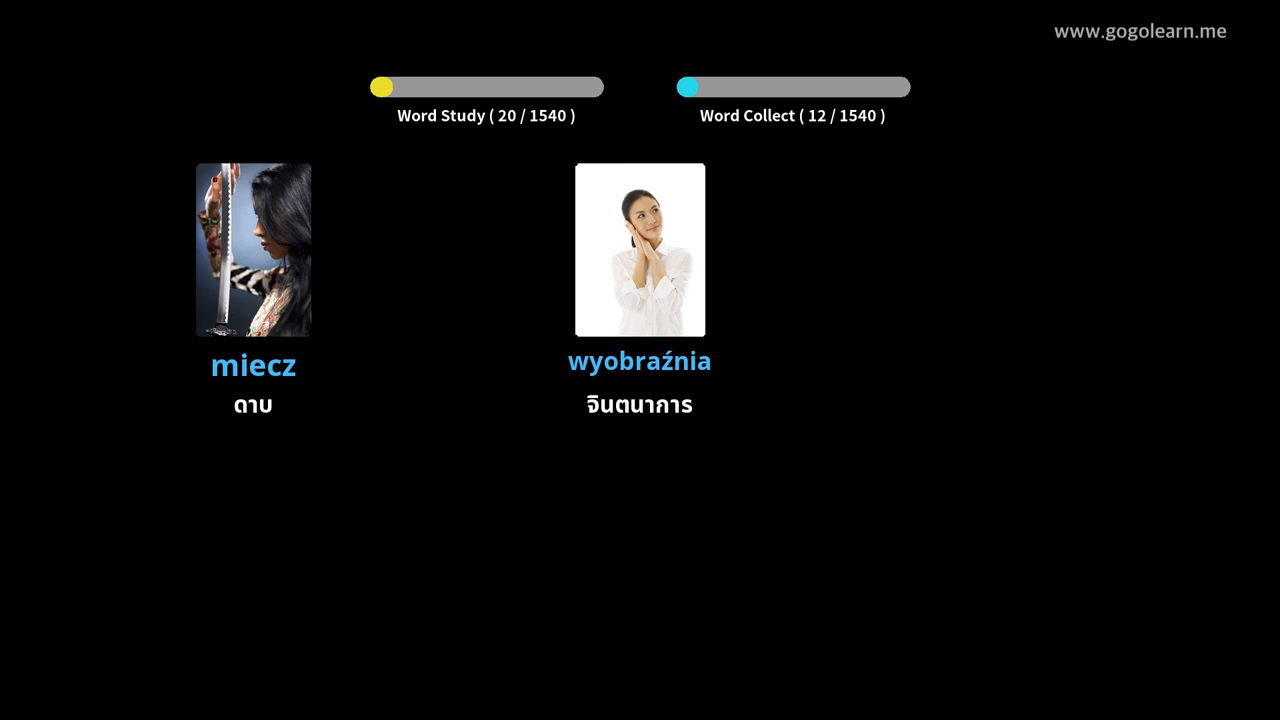 www.gogolearn.me
Word Study ( 20 / 1540 )
Word Collect ( 12 / 1540 )
miecz
ดาบ
wyobraźnia
จินตนาการ